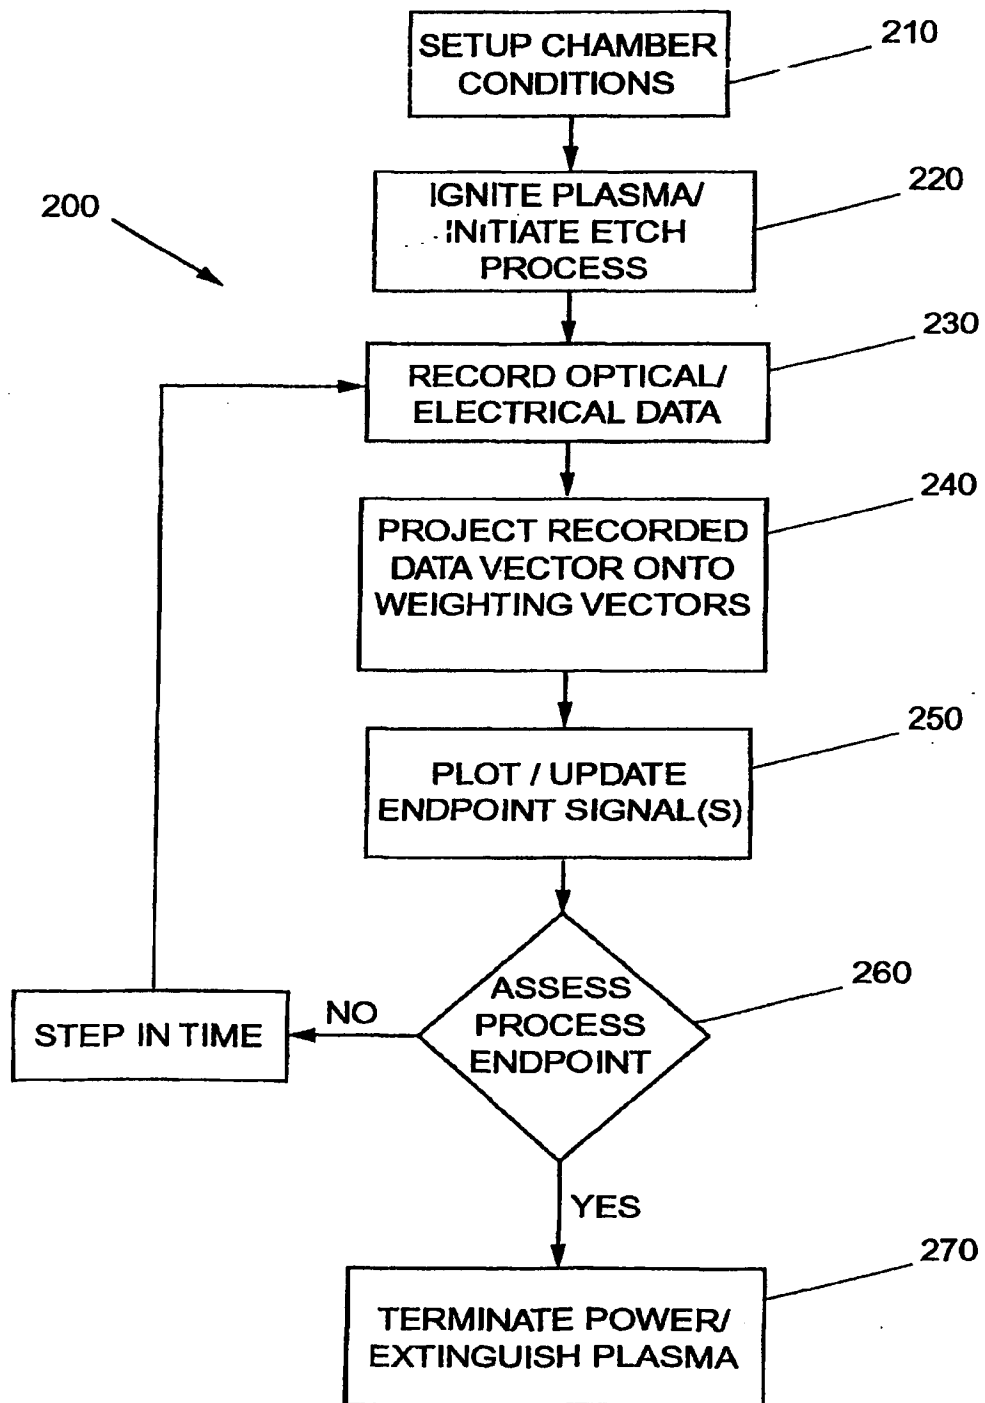 SETUP CHAMBER
CONDITIONS
210
200
IGNITE PLASMA/
INITIATE ETCH
PROCESS
220
RECORD OPTICAL/
ELECTRICAL DATA
230
PROJECT RECORDED
DATA VECTOR ONTO
WEIGHTING VECTORS
240
PLOT / UPDATE
ENDPOINT SIGNAL(S)
250
ASSESS
PROCESS
ENDPOINT
260
NO
STEP IN TIME
YES
TERMINATE POWER/
EXTINGUISH PLASMA
270